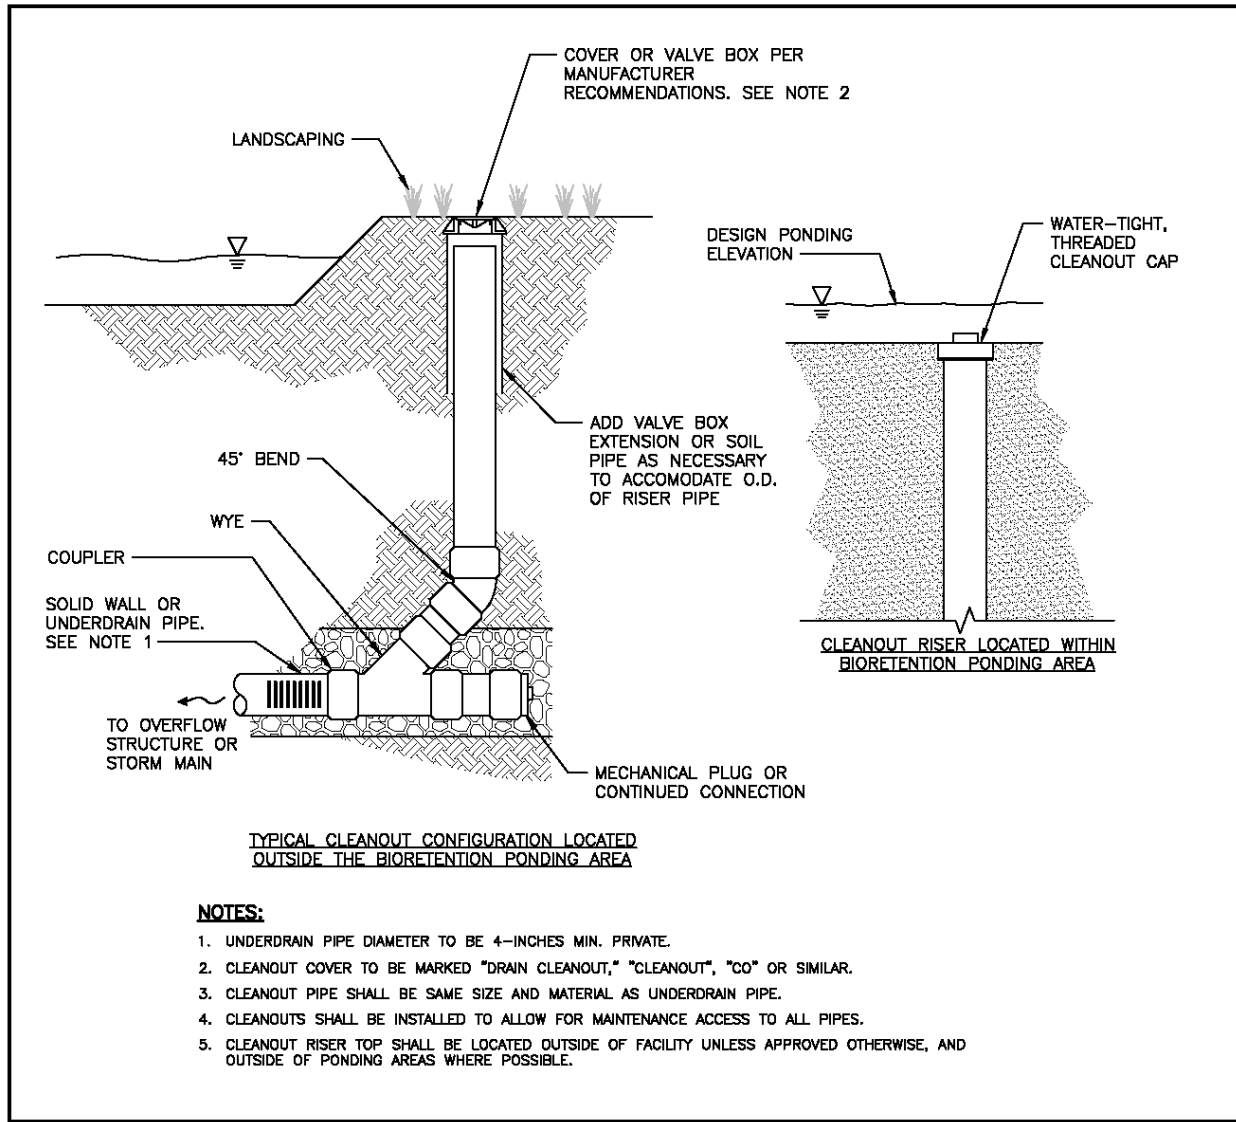 COVER OR VALVE BOX PER
MANUFACTURER
RECOMMENDATIONS. SEE NOTE 2
LANDSCAPING
DESIGN PONDING
ELEVATION
WATER-TIGHT,
THREADED
CLEANOUT CAP
ADD VALVE BOX
EXTENSION OR SOIL
PIPE AS NECESSARY
TO ACCOMODATE O.D.
OF RISER PIPE
45° BEND
WYE
COUPLER
SOLID WALL OR
UNDERDRAIN PIPE.
SEE NOTE 1
TO OVERFLOW
STRUCTURE OR
STORM MAIN
MECHANICAL PLUG OR
CONTINUED CONNECTION
CLEANOUT RISER LOCATED WITHIN
BIORETENTION PONDING AREA
TYPICAL CLEANOUT CONFIGURATION LOCATED
OUTSIDE THE BIORETENTION PONDING AREA
NOTES:
1. UNDERDRAIN PIPE DIAMETER TO BE 4-INCHES MIN. PRIVATE.
2. CLEANOUT COVER TO BE MARKED "DRAIN CLEANOUT," "CLEANOUT", "CO" OR SIMILAR.
3. CLEANOUT PIPE SHALL BE SAME SIZE AND MATERIAL AS UNDERDRAIN PIPE.
4. CLEANOUTS SHALL BE INSTALLED TO ALLOW FOR MAINTENANCE ACCESS TO ALL PIPES.
5. CLEANOUT RISER TOP SHALL BE LOCATED OUTSIDE OF FACILITY UNLESS APPROVED OTHERWISE, AND
OUTSIDE OF PONDING AREAS WHERE POSSIBLE.